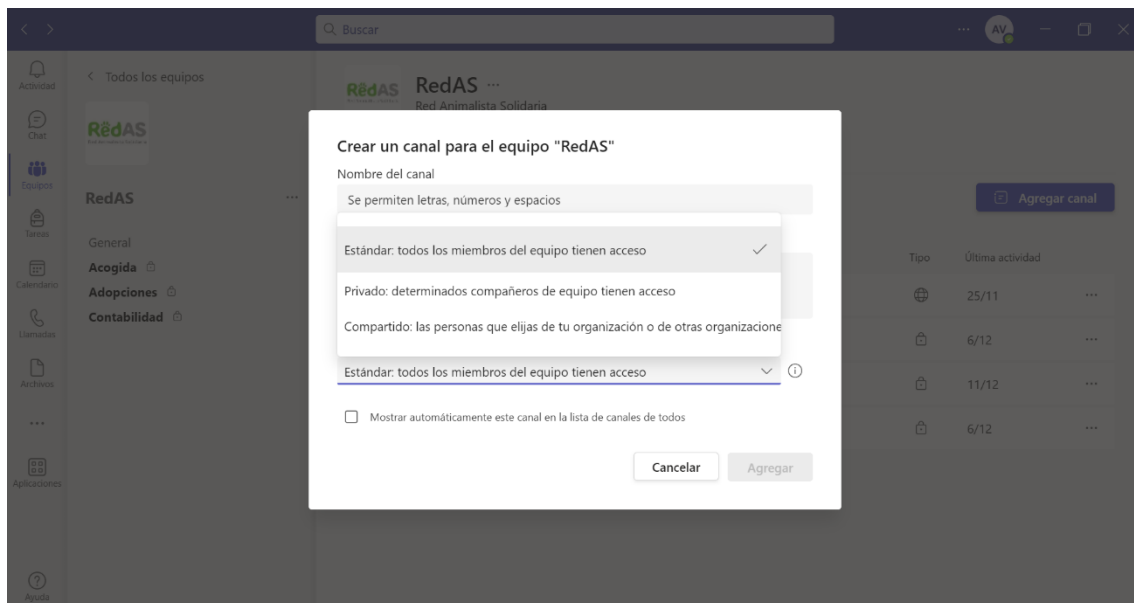 Buscar
AV
Actividad
Chat
Equipos
Tareas
Calendario
Llamadas
Archivos
Aplicaciones
Ayuda
Todos los equipos
RedAS
RedAS
General
Acogida
Adopciones
Contabilidad
RedAS
RedAS
Red Animalista Solidaria
Agregar canal
Tipo Última actividad
25/11
6/12
11/12
6/12
Crear un canal para el equipo "RedAS"
Nombre del canal
Se permiten letras, números y espacios
Estándar: todos los miembros del equipo tienen acceso
Privado: determinados compañeros de equipo tienen acceso
Compartido: las personas que elijas de tu organización o de otras organizacione
Estándar: todos los miembros del equipo tienen acceso
Mostrar automáticamente este canal en la lista de canales de todos
Cancelar Agregar